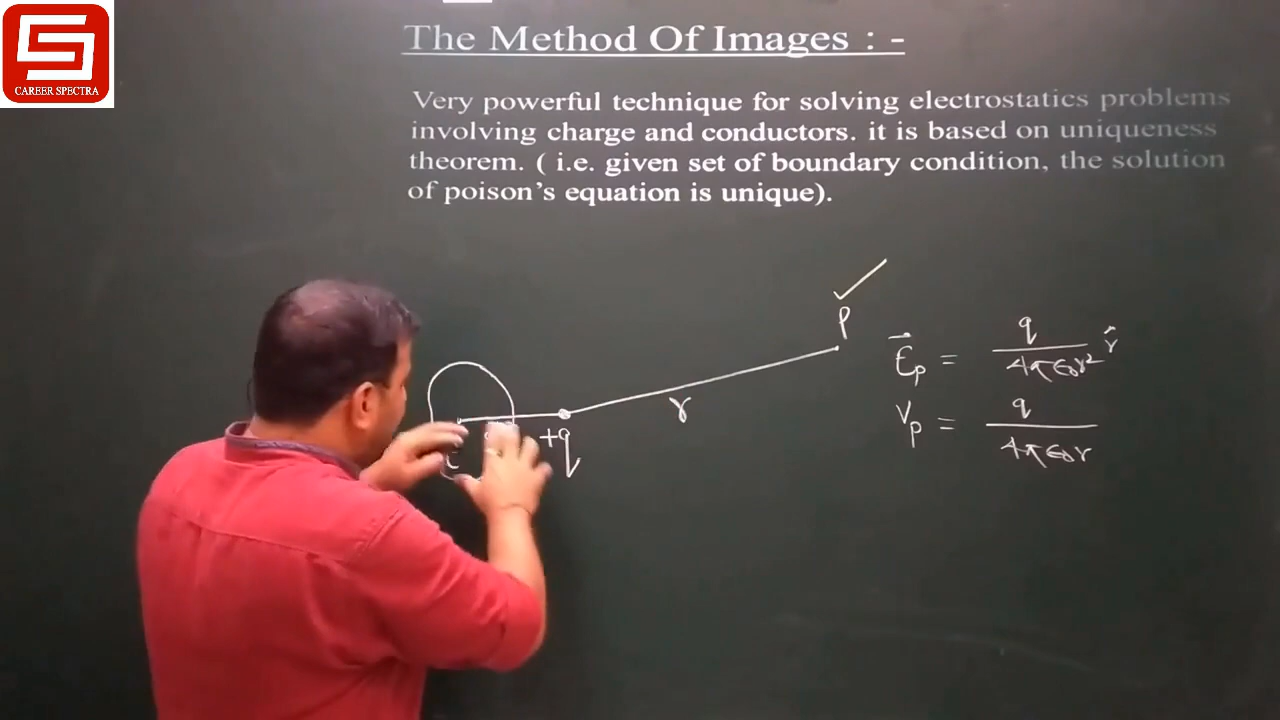 CAREER SPECTRA
The Method Of Images : -
Very powerful technique for solving electrostatics problems
involving charge and conductors. it is based on uniqueness
theorem. ( i.e. given set of boundary condition, the solution
of poison's equation is unique).
P
E⃗p = q / 4πϵ0r² r̂
Vp = q / 4πϵ0r
r
+q